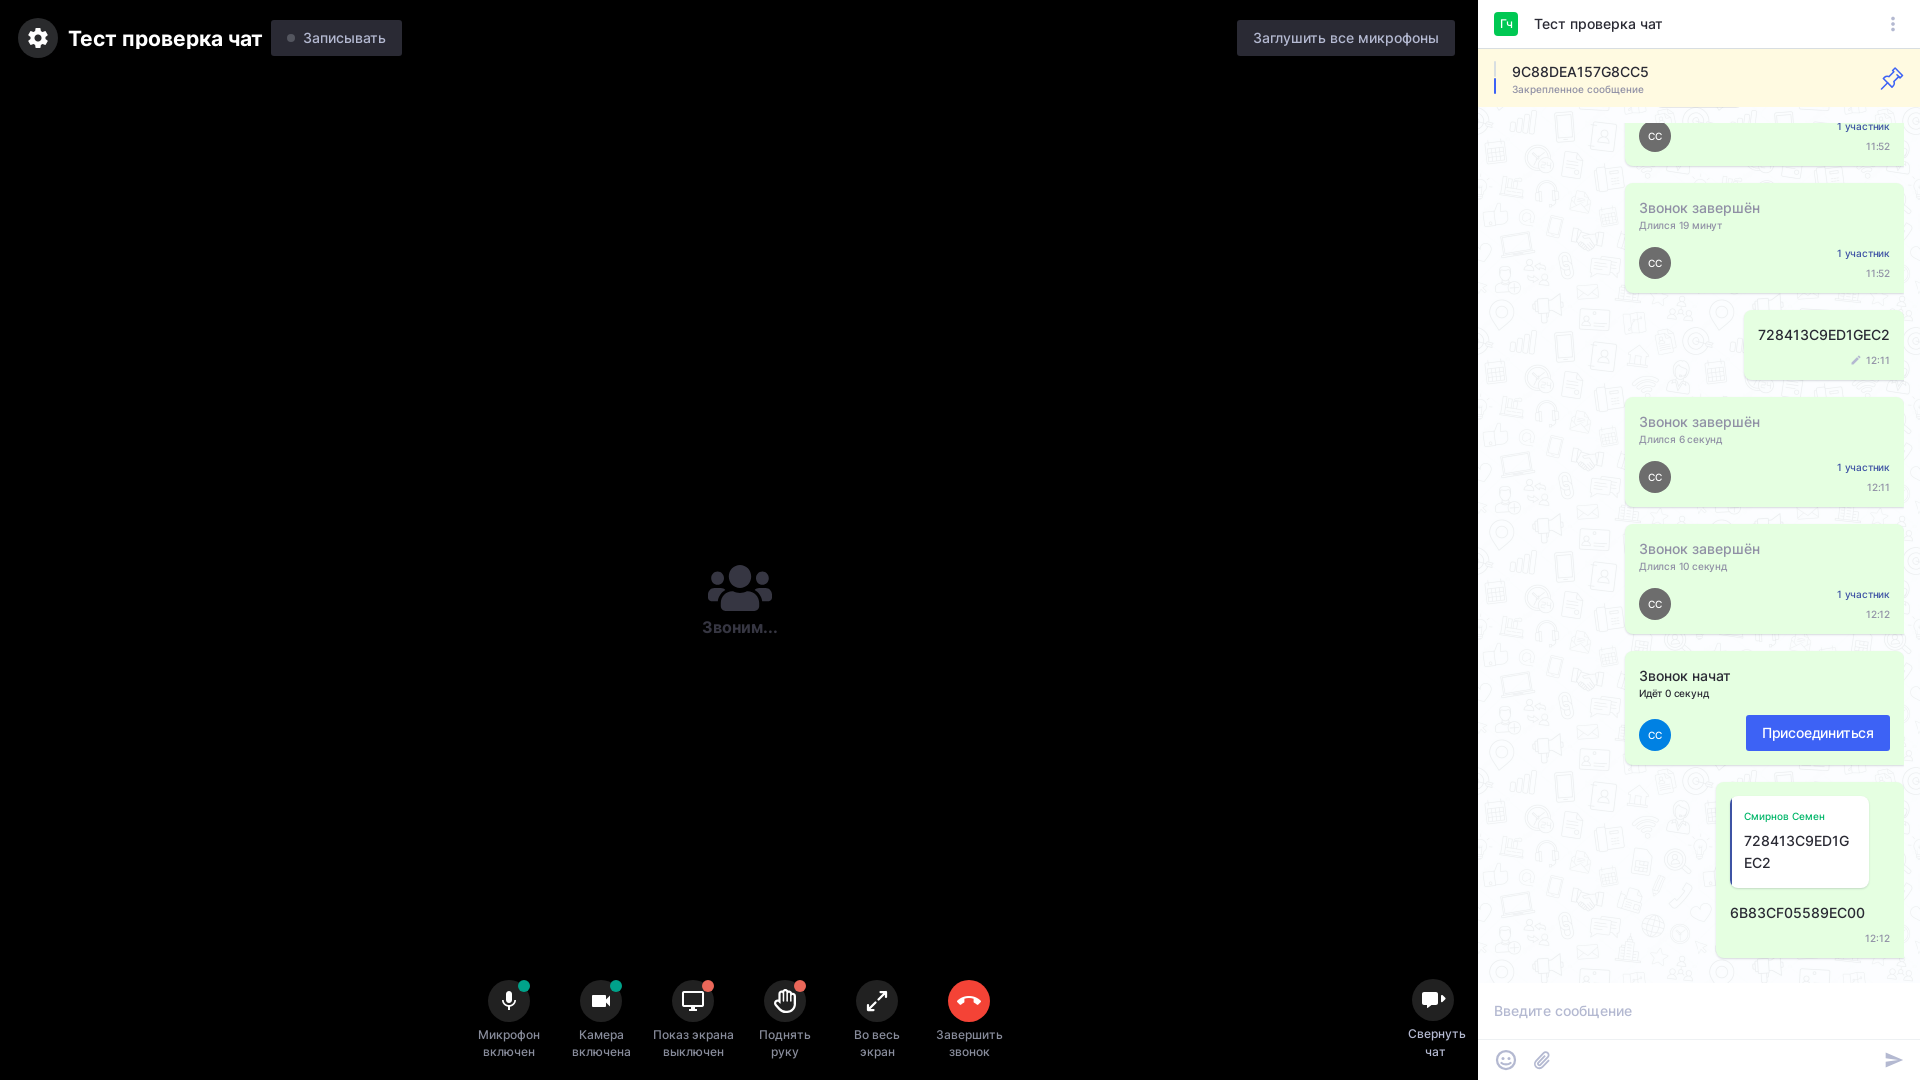 Тест проверка чат
Записывать
Заглушить все микрофоны
Звоним...
Микрофон
включен
Камера
включена
Показ экрана
выключен
Поднять
руку
Во весь
экран
Завершить
звонок
Свернуть
чат
Гч
Тест проверка чат
9C88DEA157G8CC5
Закрепленное сообщение
1 участник
СС
11:52
Звонок завершён
Длился 19 минут
1 участник
СС
11:52
728413C9ED1GEC2
12:11
Звонок завершён
Длился 6 секунд
1 участник
СС
12:11
Звонок завершён
Длился 10 секунд
1 участник
СС
12:12
Звонок начат
Идёт 0 секунд
СС
Присоединиться
Смирнов Семен
728413C9ED1G
EC2
6B83CF05589EC00
12:12
Введите сообщение